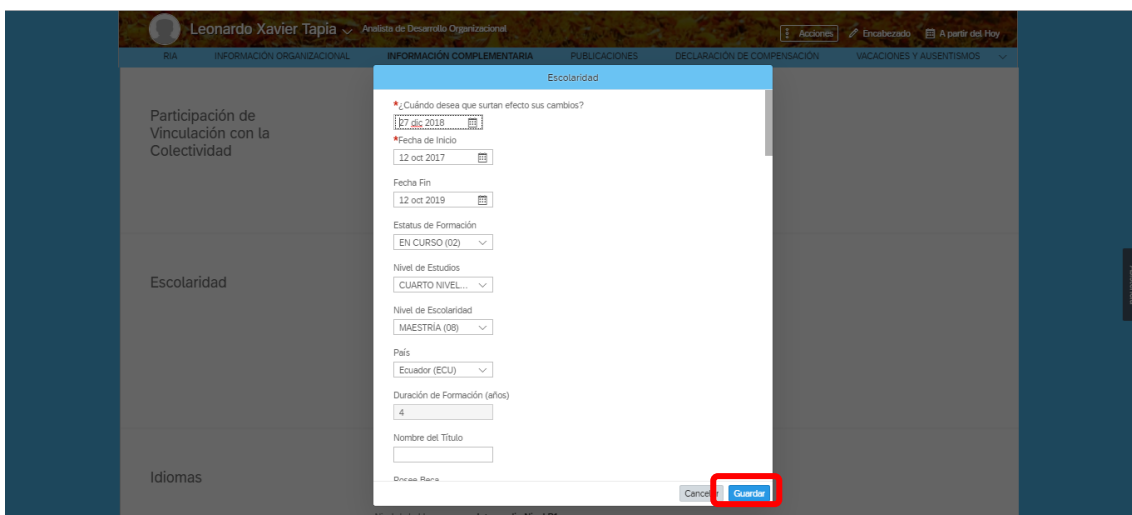 Leonardo Xavier Tapia Analista de Desarrollo Organizacional
Acciones Encabezado A partir del Hoy
RIA INFORMACIÓN ORGANIZACIONAL INFORMACIÓN COMPLEMENTARIA PUBLICACIONES DECLARACIÓN DE COMPENSACIÓN VACACIONES Y AUSENTISMOS
Escolaridad
*¿Cuándo desea que surtan efecto sus cambios?
27 dic 2018
*Fecha de Inicio
12 oct 2017
Fecha Fin
12 oct 2019
Estatus de Formación
EN CURSO (02)
Nivel de Estudios
CUARTO NIVEL...
Nivel de Escolaridad
MAESTRÍA (08)
País
Ecuador (ECU)
Duración de Formación (años)
4
Nombre del Título
Posee Beca
Cancelar Guardar
Participación de
Vinculación con la
Colectividad
Escolaridad
Idiomas